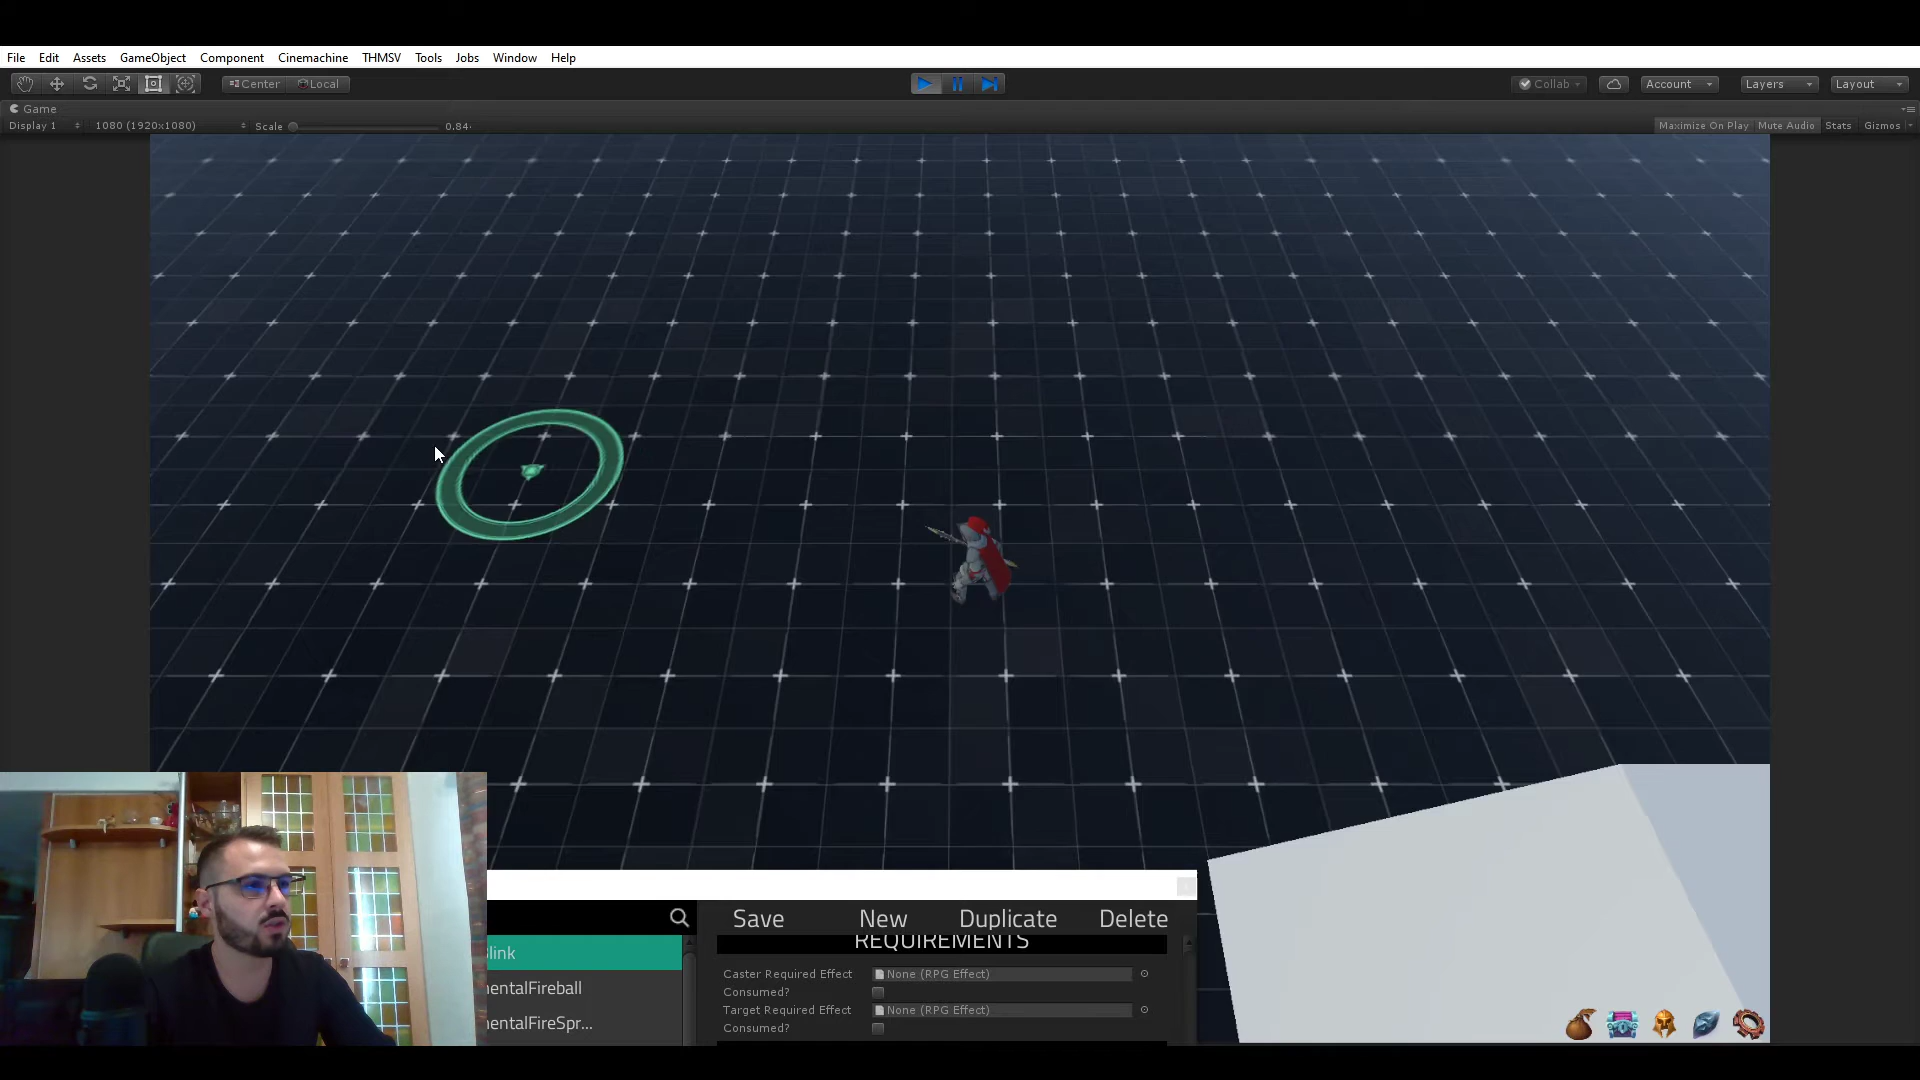 File Edit Assets GameObject Component Cinemachine THMSV Tools Jobs Window Help
Center Local Collab Account Layers Layout
Game
Display 1 1080 (1920x1080) Scale 0.84 Maximize On Play Mute Audio Stats Gizmos
Save New Duplicate Delete
REQUIREMENTS
link
Caster Required Effect None (RPG Effect)
entalFireball
Consumed?
Target Required Effect None (RPG Effect)
entalFireSpr...
Consumed?